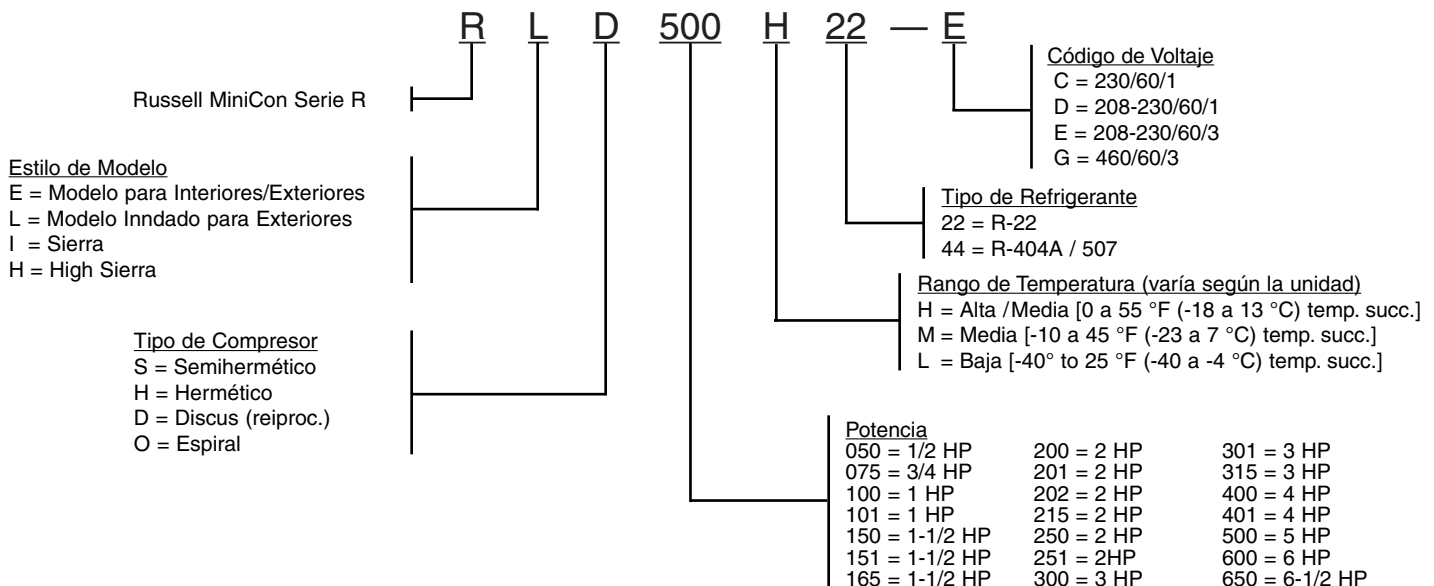 R L D 500 H 22 — E
Código de Voltaje
C = 230/60/1
D = 208-230/60/1
E = 208-230/60/3
G = 460/60/3
Russell MiniCon Serie R
Estilo de Modelo
E = Modelo para Interiores/Exteriores
L = Modelo Inndado para Exteriores
I = Sierra
H = High Sierra
Tipo de Refrigerante
22 = R-22
44 = R-404A / 507
Rango de Temperatura (varía según la unidad)
H = Alta /Media [0 a 55 °F (-18 a 13 °C) temp. succ.]
M = Media [-10 a 45 °F (-23 a 7 °C) temp. succ.]
L = Baja [-40° to 25 °F (-40 a -4 °C) temp. succ.]
Tipo de Compresor
S = Semihermético
H = Hermético
D = Discus (reiproc.)
O = Espiral
Potencia
050 = 1/2 HP 200 = 2 HP 301 = 3 HP
075 = 3/4 HP 201 = 2 HP 315 = 3 HP
100 = 1 HP 202 = 2 HP 400 = 4 HP
101 = 1 HP 215 = 2 HP 401 = 4 HP
150 = 1-1/2 HP 250 = 2 HP 500 = 5 HP
151 = 1-1/2 HP 251 = 2HP 600 = 6 HP
165 = 1-1/2 HP 300 = 3 HP 650 = 6-1/2 HP